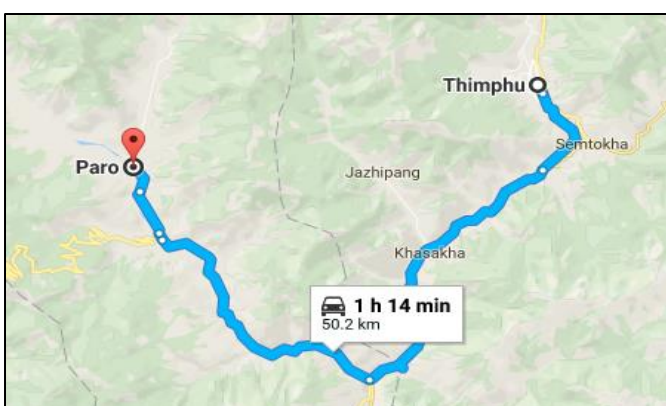 Thimphu
Semtokha
Paro
Jazhipang
Khasakha
1 h 14 min
50.2 km